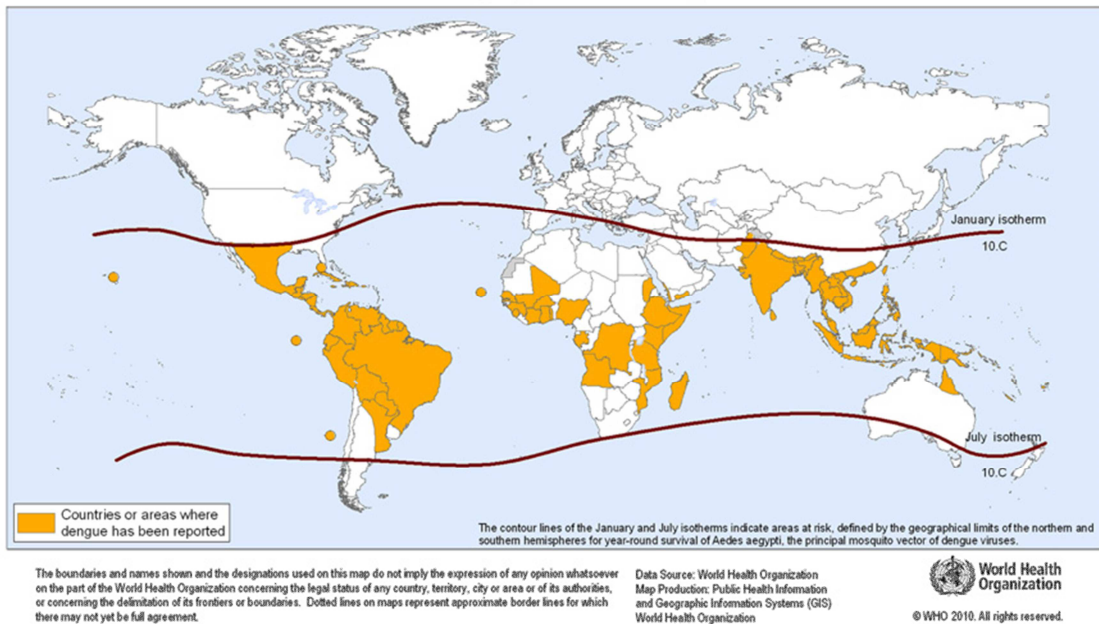 January isotherm
10.C
July isotherm
10.C
Countries or areas where
dengue has been reported
The contour lines of the January and July isotherms indicate areas at risk, defined by the geographical limits of the northern and
southern hemispheres for year-round survival of Aedes aegypti, the principal mosquito vector of dengue viruses.
The boundaries and names shown and the designations used on this map do not imply the expression of any opinion whatsoever
on the part of the World Health Organization concerning the legal status of any country, territory, city or area or of its authorities,
or concerning the delimitation of its frontiers or boundaries. Dotted lines on maps represent approximate border lines for which
there may not yet be full agreement.
Data Source: World Health Organization
Map Production: Public Health Information
and Geographic Information Systems (GIS)
World Health Organization
World Health
Organization
© WHO 2010. All rights reserved.